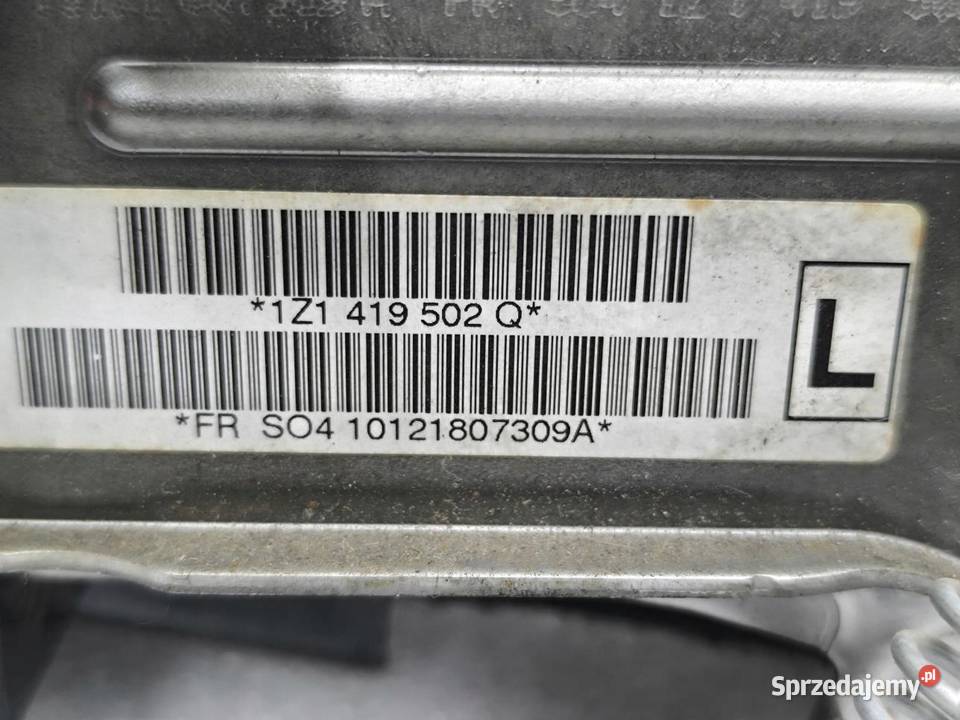 *1Z1 419 502 Q*
*FR SO4 10121807309A*
L
Sprzedajemy.pl